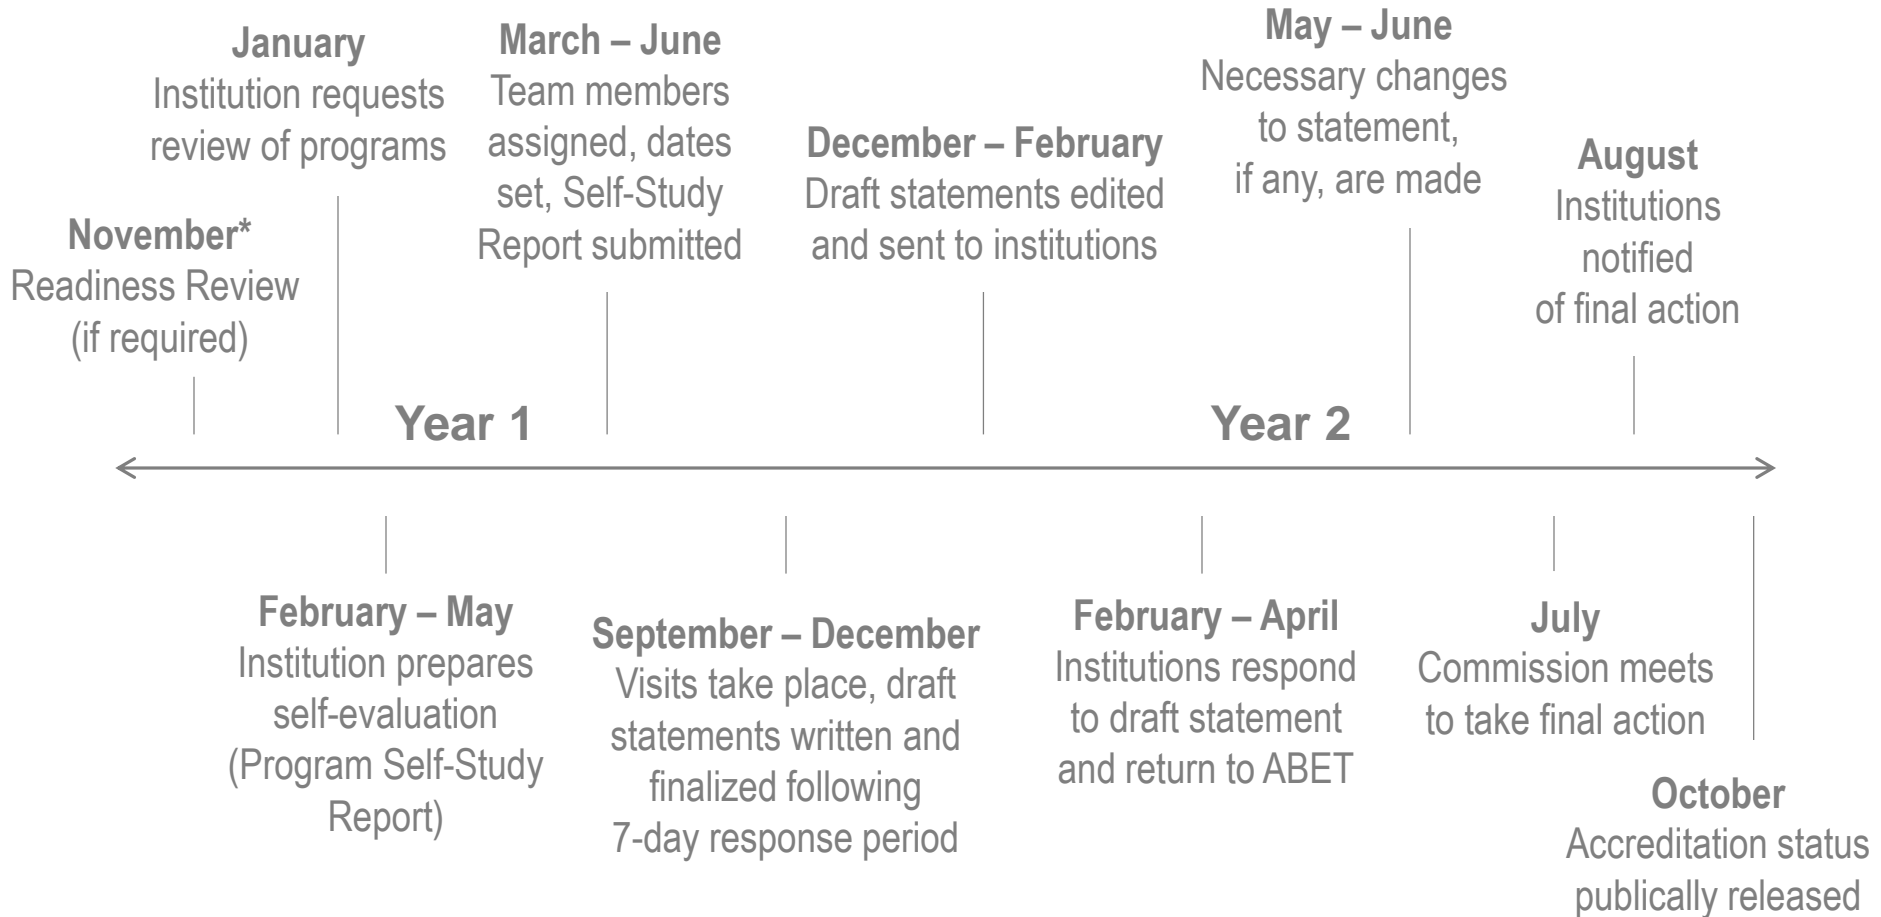 January
Institution requests
review of programs
March – June
Team members
assigned, dates
set, Self-Study
Report submitted
May – June
Necessary changes
to statement,
if any, are made
December – February
Draft statements edited
and sent to institutions
August
Institutions
notified
of final action
November*
Readiness Review
(if required)
Year 1
Year 2
February – May
Institution prepares
self-evaluation
(Program Self-Study
Report)
September – December
Visits take place, draft
statements written and
finalized following
7-day response period
February – April
Institutions respond
to draft statement
and return to ABET
July
Commission meets
to take final action
October
Accreditation status
publically released